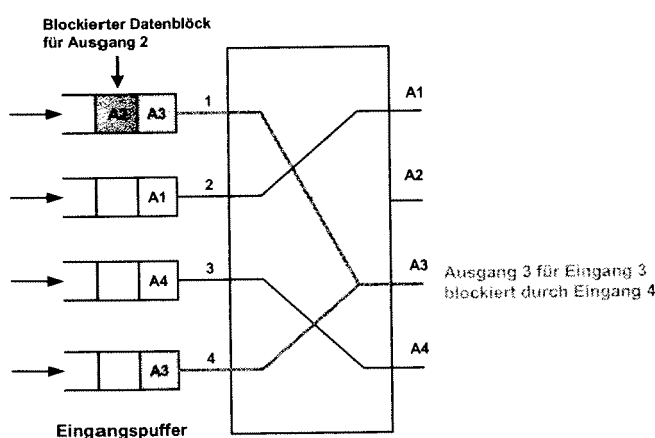 Blockierter Datenblöck
für Ausgang 2
A2 A3 1 A1
A1 2 A2
A4 3 A3
Ausgang 3 für Eingang 3
blockiert durch Eingang 4
A3 4 A4
Eingangspuffer